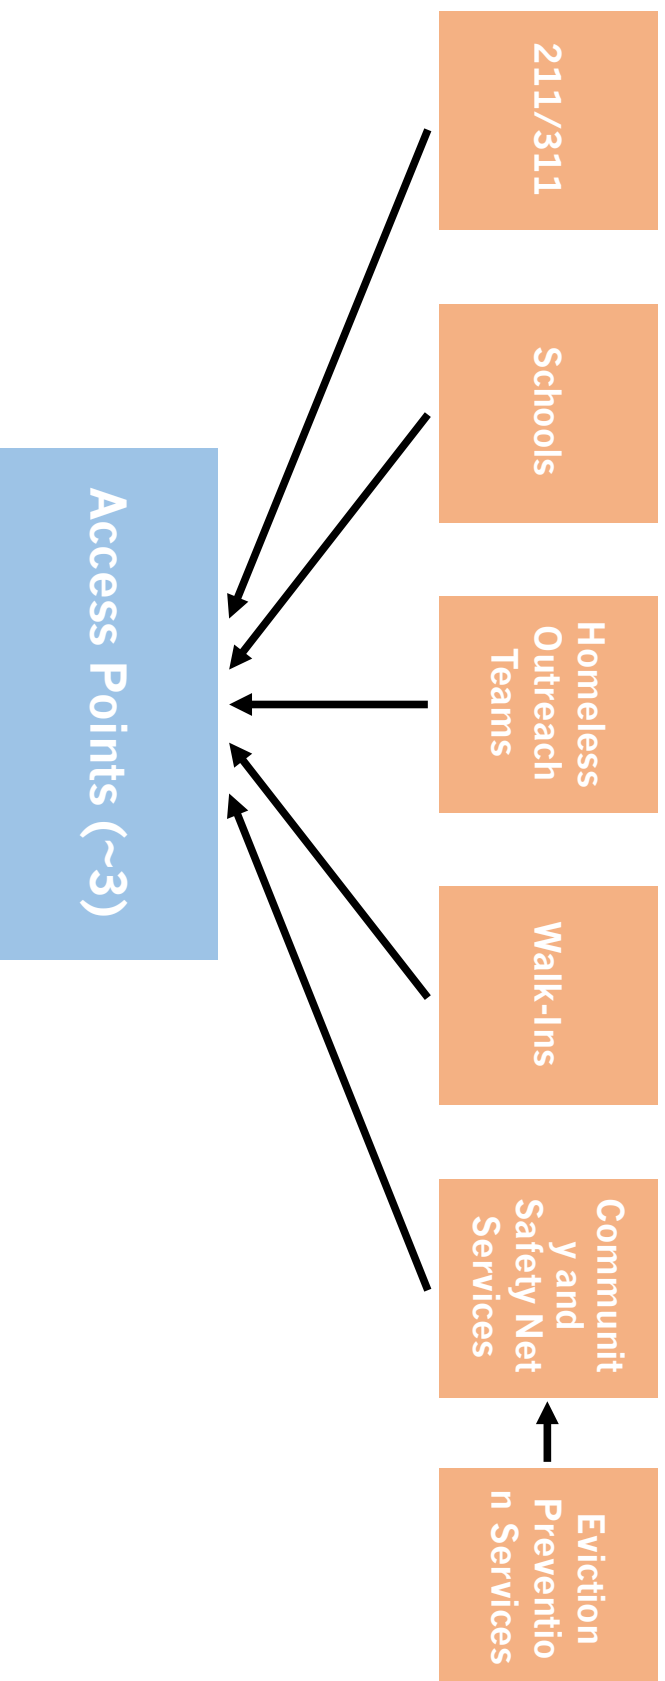 211/311
Schools
Homeless
Outreach
Teams
Walk-Ins
Communit
y and
Safety Net
Services
Eviction
Preventio
n Services
Access Points (~3)